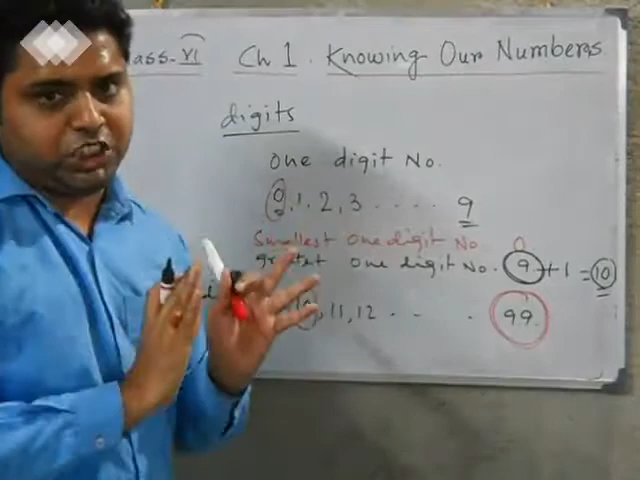 ass-VI Ch 1. Knowing Our Numbers
digits
One digit No.
0, 1, 2, 3 . . . . 9
Smallest One digit No 0
One digit No. 9 + 1 = 10
, 11, 12 . . . 99